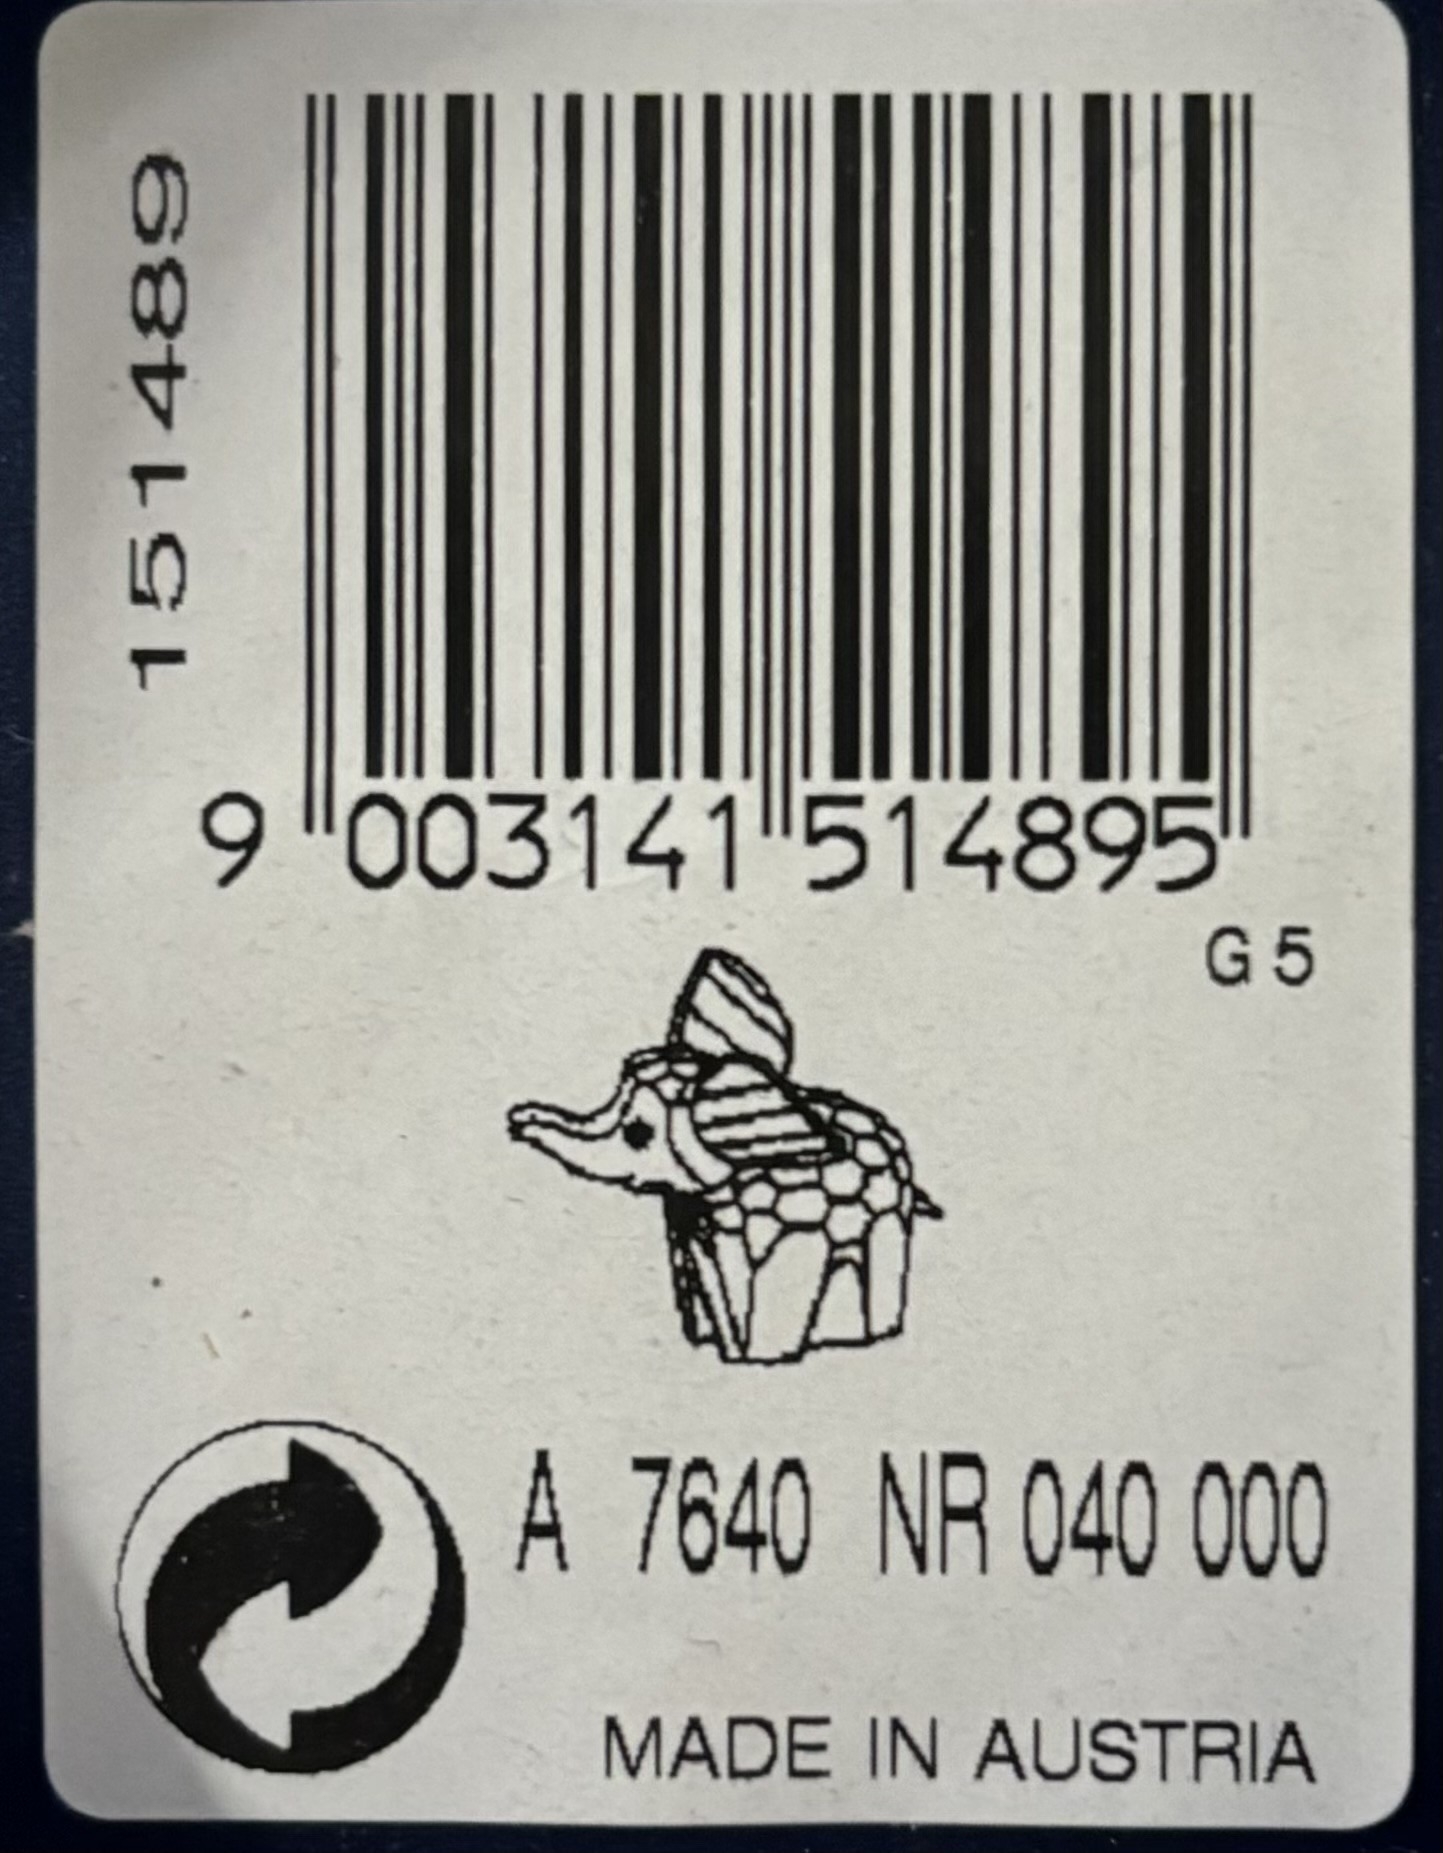 151489
9 003141 514895
G 5
A 7640 NR 040 000
MADE IN AUSTRIA